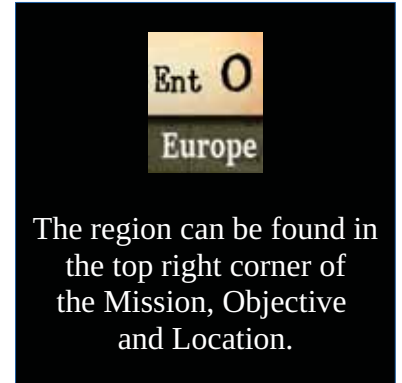 Ent O
Europe
The region can be found in
the top right corner of
the Mission, Objective
and Location.